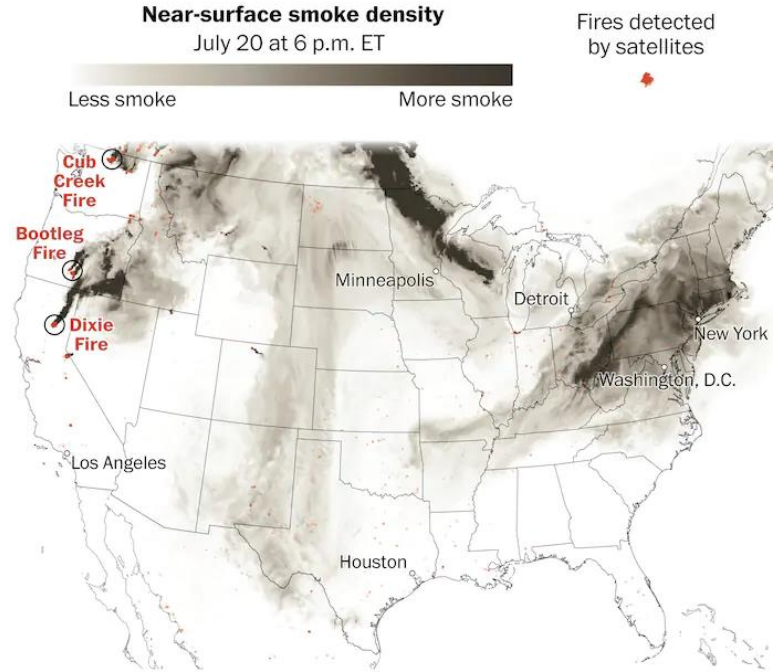 Near-surface smoke density
July 20 at 6 p.m. ET
Less smoke
More smoke
Fires detected
by satellites
Cub
Creek
Fire
Bootleg
Fire
Dixie
Fire
Minneapolis
Detroit
New York
Washington, D.C.
Los Angeles
Houston